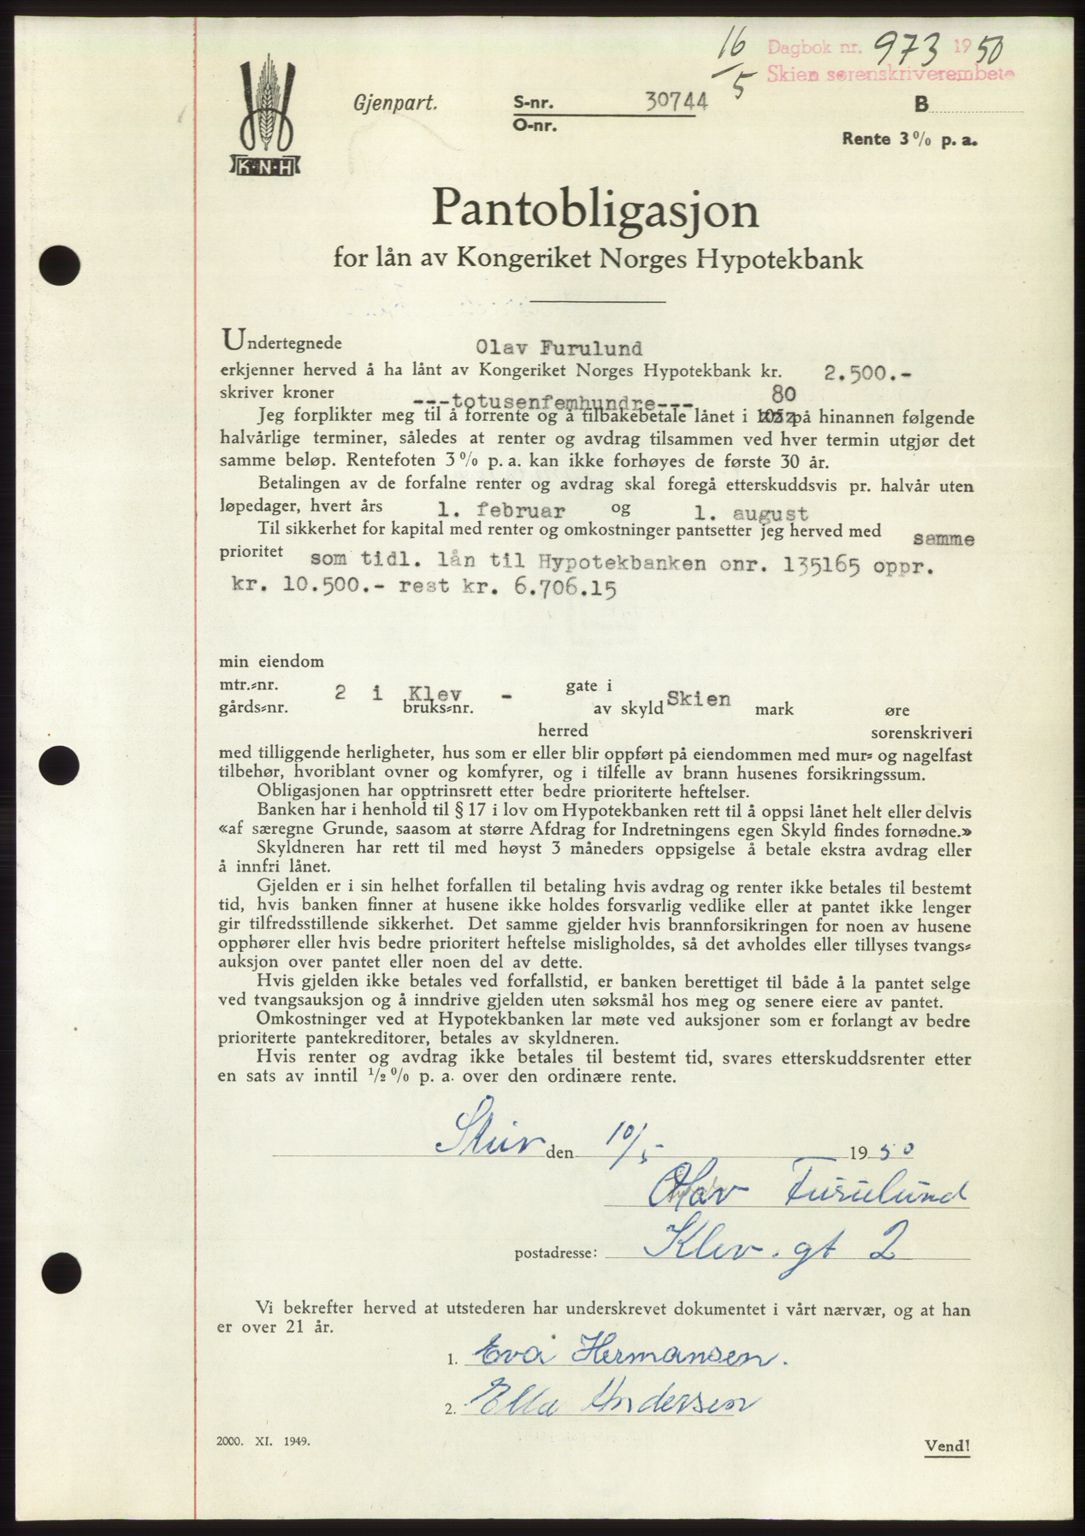 16/5 Dagbok nr. 973 1950
Skien sorenskriverembete
Gjenpart.
S-nr. 30744
O-nr.
B
Rente 3 % p. a.
K·N·H
Pantobligasjon
for lån av Kongeriket Norges Hypotekbank
Undertegnede Olav Furulund
erkjenner herved å ha lånt av Kongeriket Norges Hypotekbank kr. 2.500.-
skriver kroner ---totusenfemhundre---
80
Jeg forplikter meg til å forrente og å tilbakebetale lånet i på hinannen følgende
halvårlige terminer, således at renter og avdrag tilsammen ved hver termin utgjør det
samme beløp. Rentefoten 3 % p. a. kan ikke forhøyes de første 30 år.
Betalingen av de forfalne renter og avdrag skal foregå etterskuddsvis pr. halvår uten
løpedager, hvert års 1. februar og 1. august
Til sikkerhet for kapital med renter og omkostninger pantsetter jeg herved med samme
prioritet som tidl. lån til Hypotekbanken onr. 135165 oppr.
kr. 10.500.- rest kr. 6.706.15
min eiendom
mtr.-nr. 2 i Klev - gate i Skien
gårds-nr. bruks-nr. av skyld mark øre
herred sorenskriveri
med tilliggende herligheter, hus som er eller blir oppført på eiendommen med mur- og nagelfast
tilbehør, hvoriblant ovner og komfyrer, og i tilfelle av brann husenes forsikringssum.
Obligasjonen har opptrinsrett etter bedre prioriterte heftelser.
Banken har i henhold til § 17 i lov om Hypotekbanken rett til å oppsi lånet helt eller delvis
«af særegne Grunde, saasom at større Afdrag for Indretningens egen Skyld findes fornødne.»
Skyldneren har rett til med høyst 3 måneders oppsigelse å betale ekstra avdrag eller
å innfri lånet.
Gjelden er i sin helhet forfallen til betaling hvis avdrag og renter ikke betales til bestemt
tid, hvis banken finner at husene ikke holdes forsvarlig vedlike eller at pantet ikke lenger
gir tilfredsstillende sikkerhet. Det samme gjelder hvis brannforsikringen for noen av husene
opphører eller hvis bedre prioritert heftelse misligholdes, så det avholdes eller tillyses tvangs-
auksjon over pantet eller noen del av dette.
Hvis gjelden ikke betales ved forfallstid, er banken berettiget til både å la pantet selge
ved tvangsauksjon og å inndrive gjelden uten søksmål hos meg og senere eiere av pantet.
Omkostninger ved at Hypotekbanken lar møte ved auksjoner som er forlangt av bedre
prioriterte pantekreditorer, betales av skyldneren.
Hvis renter og avdrag ikke betales til bestemt tid, svares etterskuddsrenter etter
en sats av inntil 1/2 % p. a. over den ordinære rente.
Skien den 10/5 1950
Olav Furulund
postadresse: Klev. gt 2
Vi bekrefter herved at utstederen har underskrevet dokumentet i vårt nærvær, og at han
er over 21 år.
1. Eva Hermansen.
2. Ella Andersen
2000. XI. 1949.
Vend!